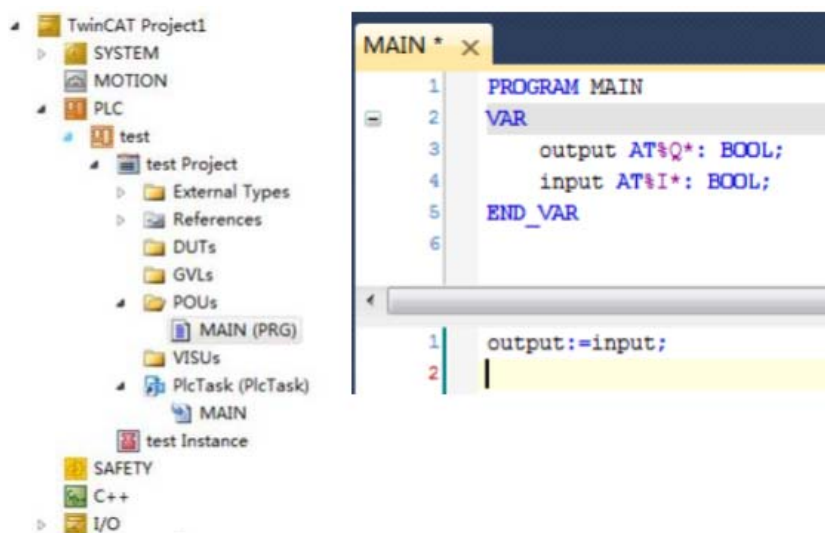 TwinCAT Project1
SYSTEM
MOTION
PLC
test
test Project
External Types
References
DUTs
GVLs
POUs
MAIN (PRG)
VISUs
PlcTask (PlcTask)
MAIN
test Instance
SAFETY
C++
I/O
MAIN *
1 PROGRAM MAIN
2 VAR
3 output AT%Q*: BOOL;
4 input AT%I*: BOOL;
5 END_VAR
6
1 output:=input;
2